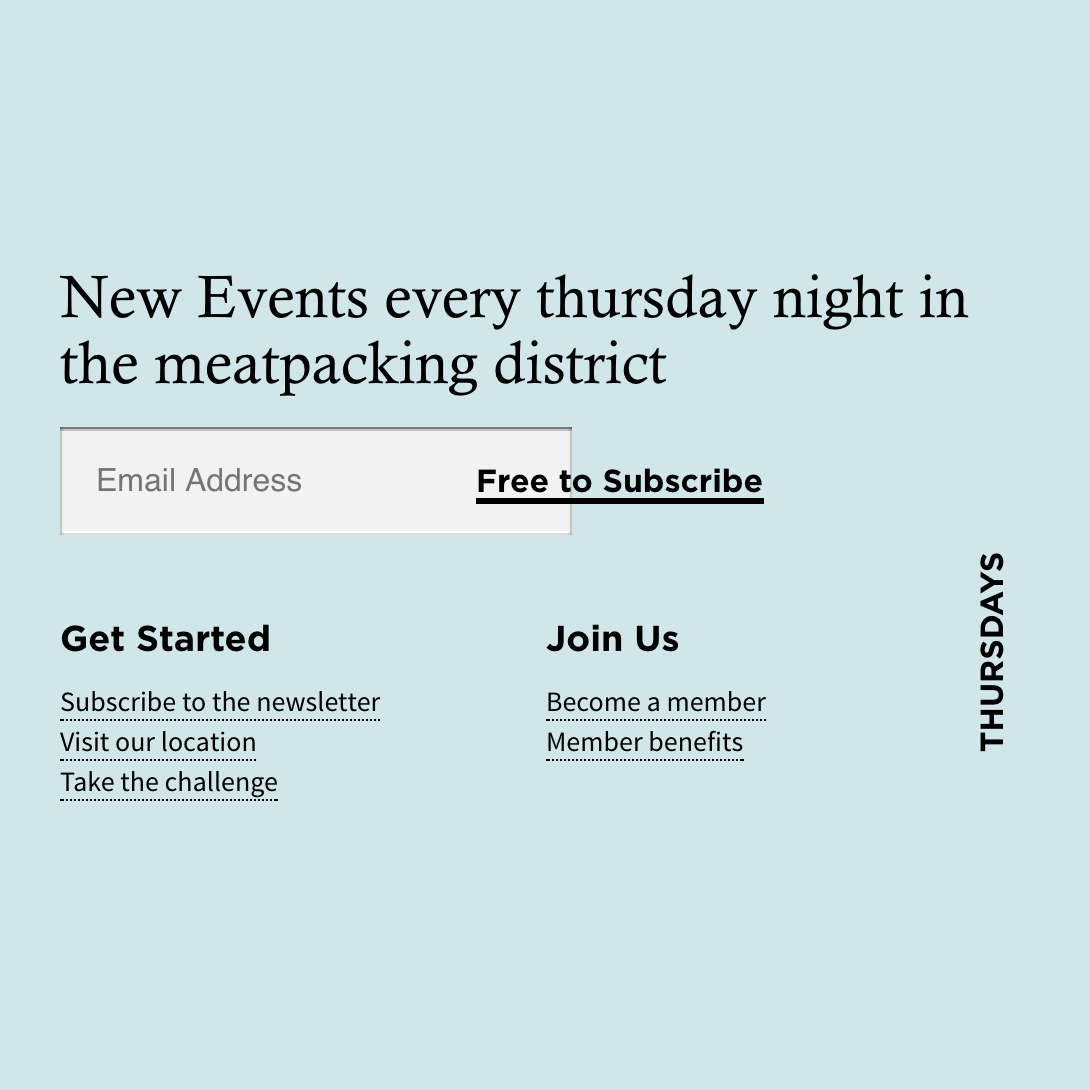 New Events every thursday night in
the meatpacking district
Email Address
Free to Subscribe
THURSDAYS
Get Started
Subscribe to the newsletter
Visit our location
Take the challenge
Join Us
Become a member
Member benefits